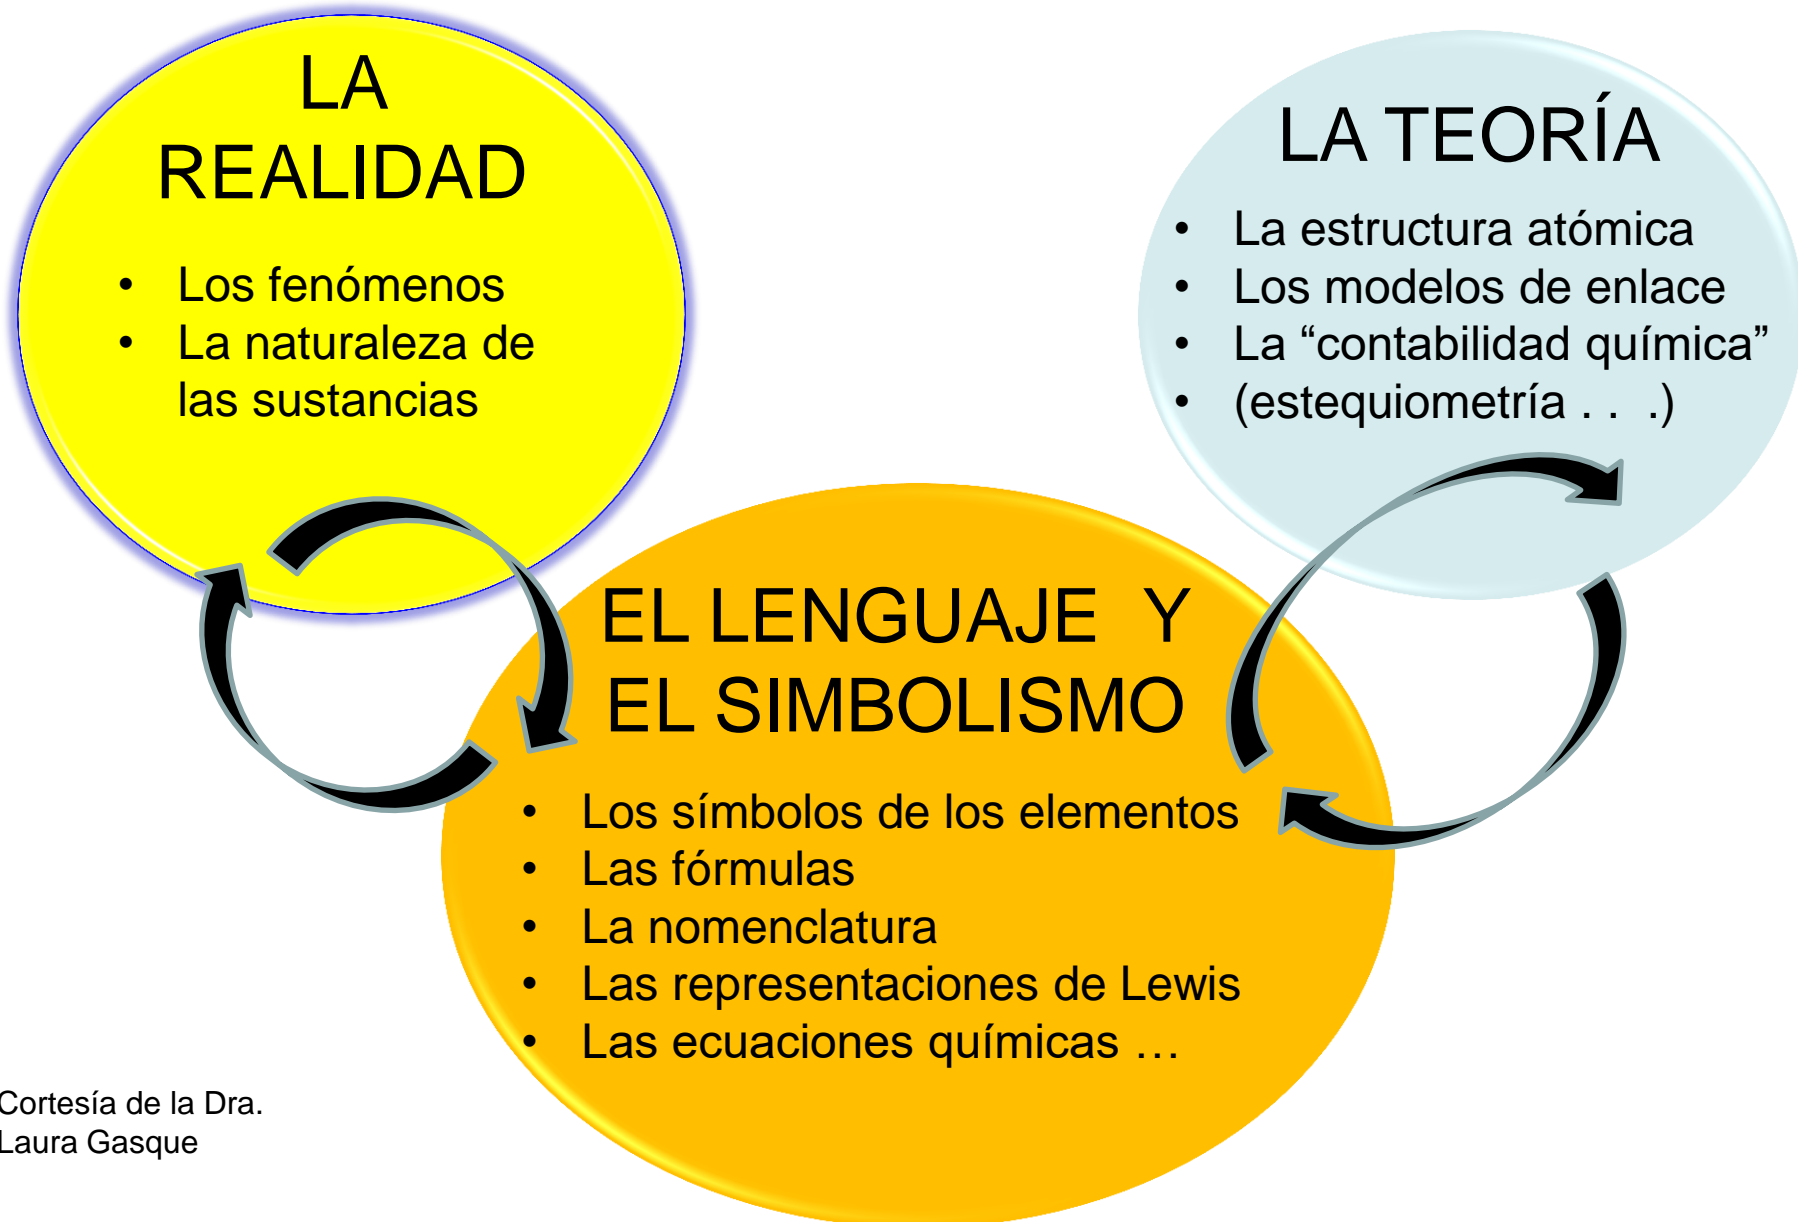 LA
REALIDAD
• Los fenómenos
• La naturaleza de
las sustancias
LA TEORÍA
• La estructura atómica
• Los modelos de enlace
• La “contabilidad química”
• (estequiometría . . .)
EL LENGUAJE Y
EL SIMBOLISMO
• Los símbolos de los elementos
• Las fórmulas
• La nomenclatura
• Las representaciones de Lewis
• Las ecuaciones químicas …
Cortesía de la Dra.
Laura Gasque